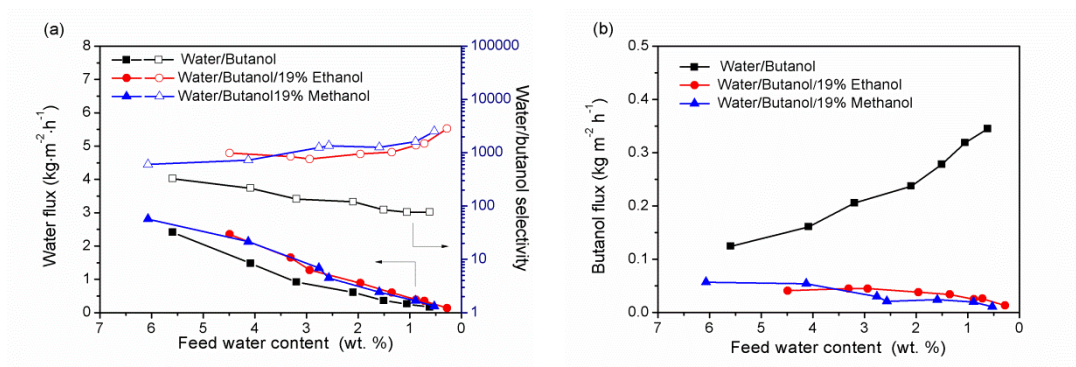 (a)
Water/Butanol
Water/Butanol/19% Ethanol
Water/Butanol19% Methanol
Water flux (kg·m⁻²·h⁻¹)
8
7
6
5
4
3
2
1
0
100000
10000
1000
100
10
1
Water/butanol selectivity
7 6 5 4 3 2 1 0
Feed water content (wt. %)
(b)
Water/Butanol
Water/Butanol/19% Ethanol
Water/Butanol/19% Methanol
Butanol flux (kg m⁻² h⁻¹)
0.5
0.4
0.3
0.2
0.1
0.0
7 6 5 4 3 2 1 0
Feed water content (wt. %)